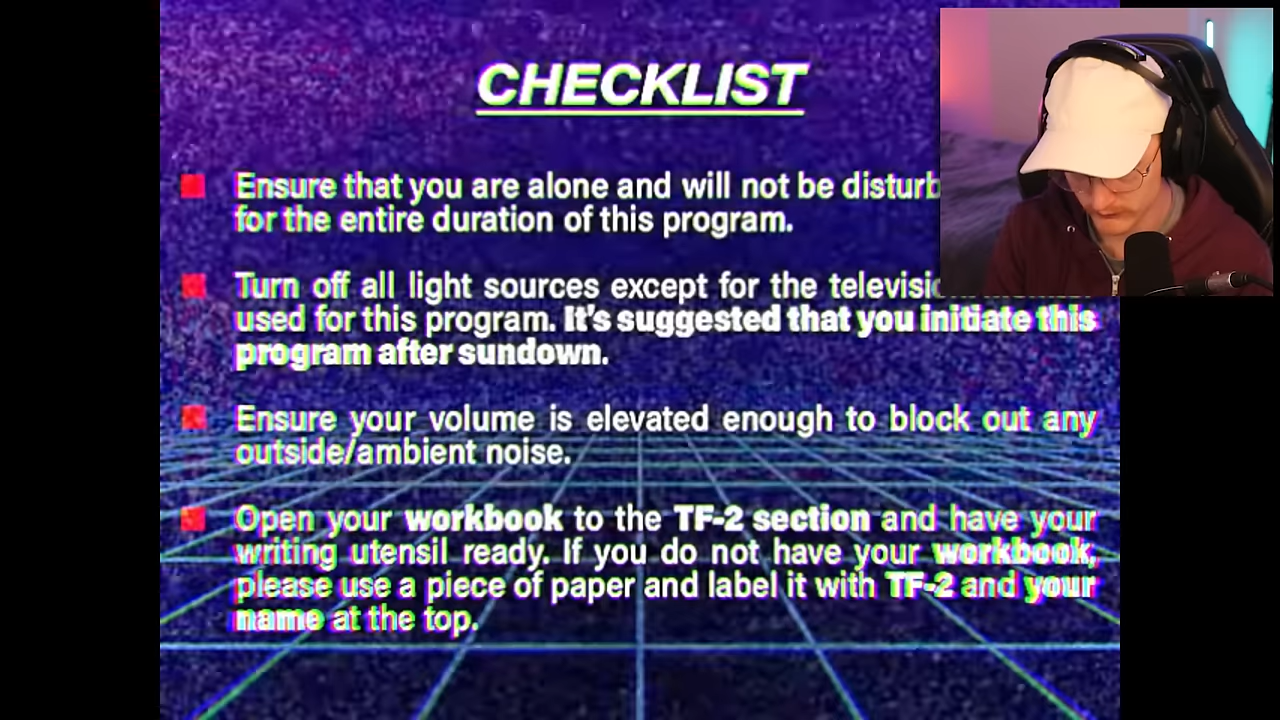 CHECKLIST
Ensure that you are alone and will not be
for the entire duration of this program.
Turn off all light sources except for the
used for this program. It's suggested that you initiate this
program after sundown.
Ensure your volume is elevated enough to block out any
outside/ambient noise.
Open your workbook to the TF-2 section and have your
writing utensil ready. If you do not have your workbook,
please use a piece of paper and label it with TF-2 and your
name at the top.